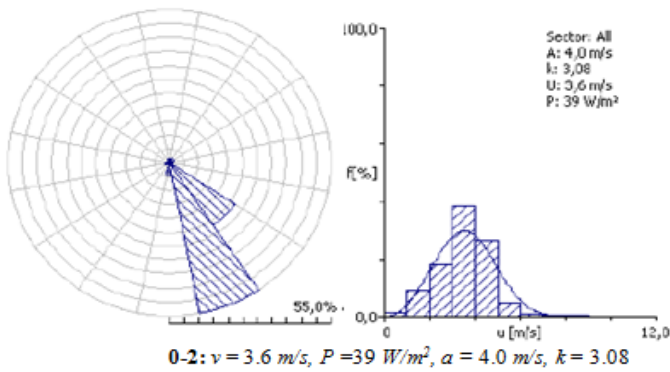 100,0
Sector: All
A: 4,0 m/s
k: 3,08
U: 3,6 m/s
P: 39 W/m²
f[%]
55,0%
0,0
0
u [m/s]
12,0
0-2: v = 3.6 m/s, P =39 W/m², a = 4.0 m/s, k = 3.08